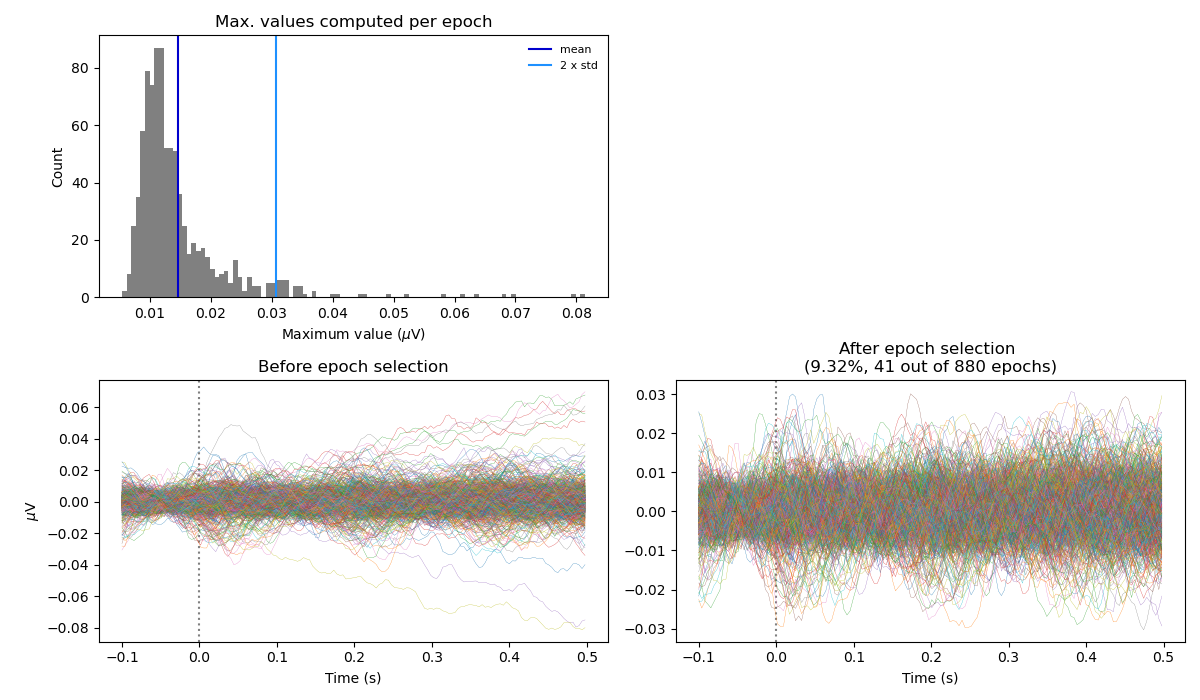 Max. values computed per epoch
mean
2 x std
80
60
40
20
0
Count
0.01 0.02 0.03 0.04 0.05 0.06 0.07 0.08
Maximum value (μV)
Before epoch selection
0.06
0.04
0.02
0.00
−0.02
−0.04
−0.06
−0.08
μV
−0.1 0.0 0.1 0.2 0.3 0.4 0.5
Time (s)
After epoch selection
(9.32%, 41 out of 880 epochs)
0.03
0.02
0.01
0.00
−0.01
−0.02
−0.03
−0.1 0.0 0.1 0.2 0.3 0.4 0.5
Time (s)